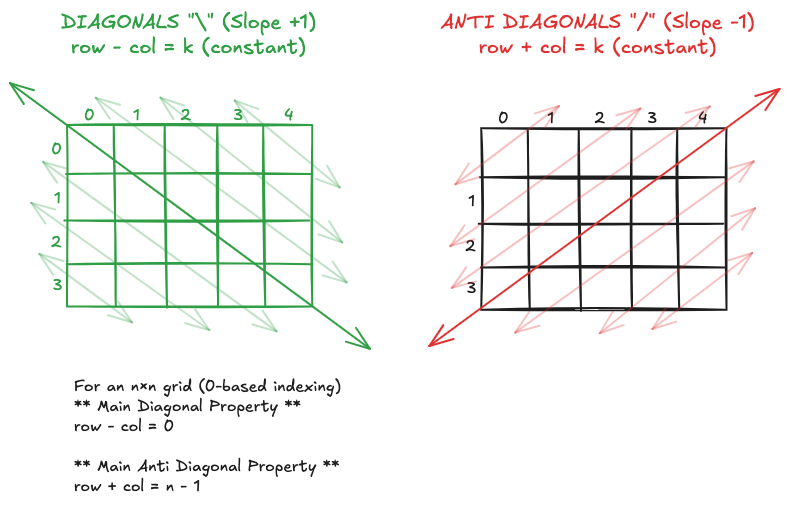 DIAGONALS "\" (Slope +1)
row - col = k (constant)
0 1 2 3 4
0
1
2
3
ANTI DIAGONALS "/" (Slope -1)
row + col = k (constant)
0 1 2 3 4
1
2
3
For an n×n grid (0-based indexing)
** Main Diagonal Property **
row - col = 0
** Main Anti Diagonal Property **
row + col = n - 1